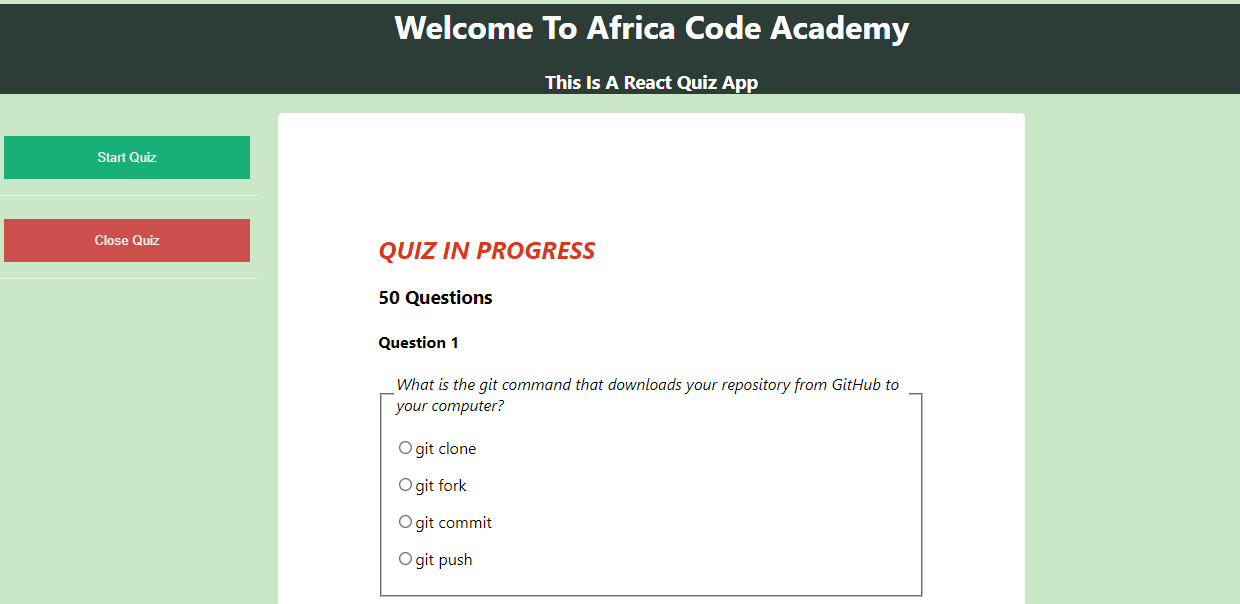 Welcome To Africa Code Academy
This Is A React Quiz App
Start Quiz
Close Quiz
QUIZ IN PROGRESS
50 Questions
Question 1
What is the git command that downloads your repository from GitHub to
your computer?
git clone
git fork
git commit
git push